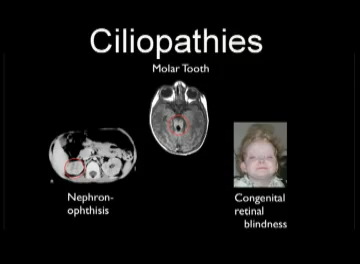 Ciliopathies
Molar Tooth
Nephron-
ophthisis
Congenital
retinal
blindness